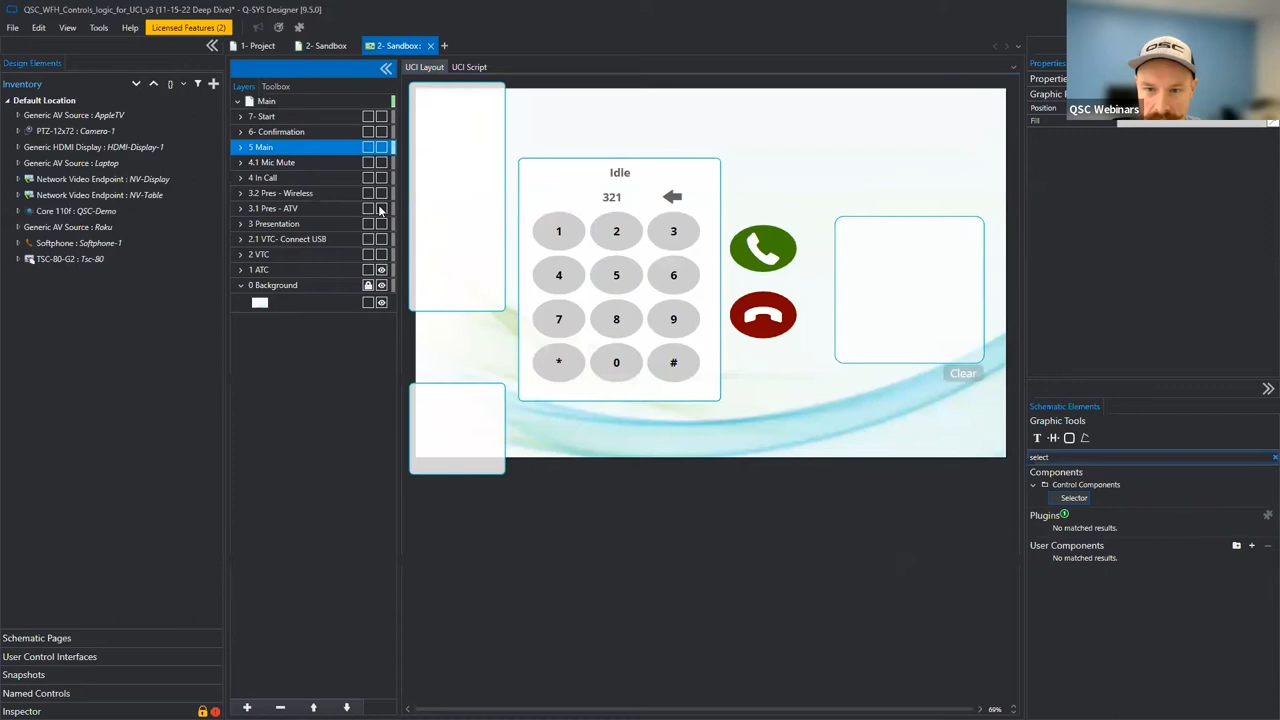 QSC_WFH_Controls_logic_for_UCI_v3 (11-15-22 Deep Dive)* - Q-SYS Designer [9.5.0]
File Edit View Tools Help Licensed Features (2)
1- Project 2- Sandbox 2- Sandbox:
Design Elements
Inventory
Default Location
Generic AV Source : AppleTV
PTZ-12x72 : Camera-1
Generic HDMI Display : HDMI-Display-1
Generic AV Source : Laptop
Network Video Endpoint : NV-Display
Network Video Endpoint : NV-Table
Core 110f : QSC-Demo
Generic AV Source : Roku
Softphone : Softphone-1
TSC-80-G2 : Tsc-80
Schematic Pages
User Control Interfaces
Snapshots
Named Controls
Inspector
Layers Toolbox
Main
7- Start
6- Confirmation
5 Main
4.1 Mic Mute
4 In Call
3.2 Pres - Wireless
3.1 Pres - ATV
3 Presentation
2.1 VTC- Connect USB
2 VTC
1 ATC
0 Background
UCI Layout UCI Script
Idle
321
1 2 3
4 5 6
7 8 9
* 0 #
Clear
69%
QSC
QSC Webinars
Properties
Graphic
Position
Fill
Schematic Elements
Graphic Tools
T H
select
Components
Control Components
Selector
Plugins
No matched results.
User Components
No matched results.